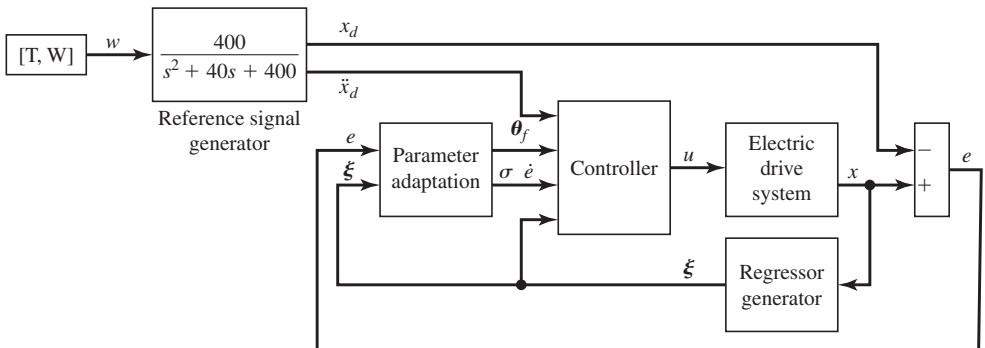 [T, W]
w
400
s² + 40s + 400
Reference signal
generator
x_d
ẍ_d
e
ξ
Parameter
adaptation
θ_f
σ ė
Controller
u
Electric
drive
system
x
−
+
e
ξ
Regressor
generator